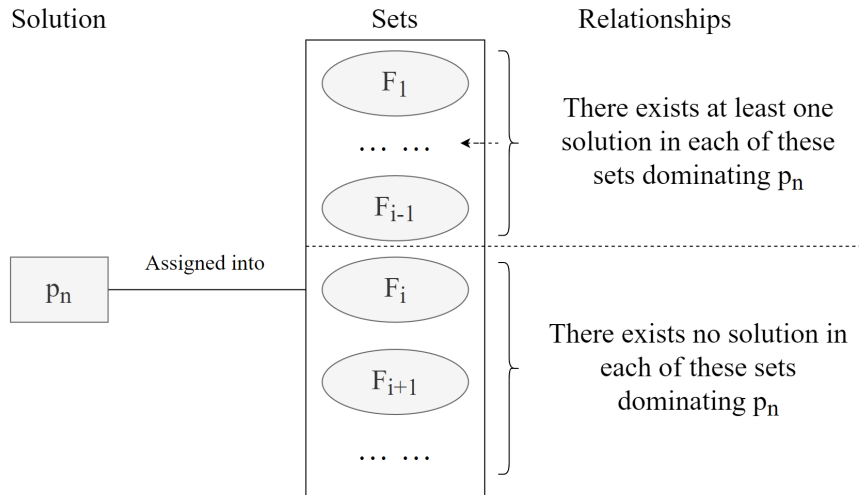 Solution
Sets
Relationships
F1
... ...
Fi-1
There exists at least one
solution in each of these
sets dominating pn
Assigned into
pn
Fi
Fi+1
... ...
There exists no solution in
each of these sets
dominating pn